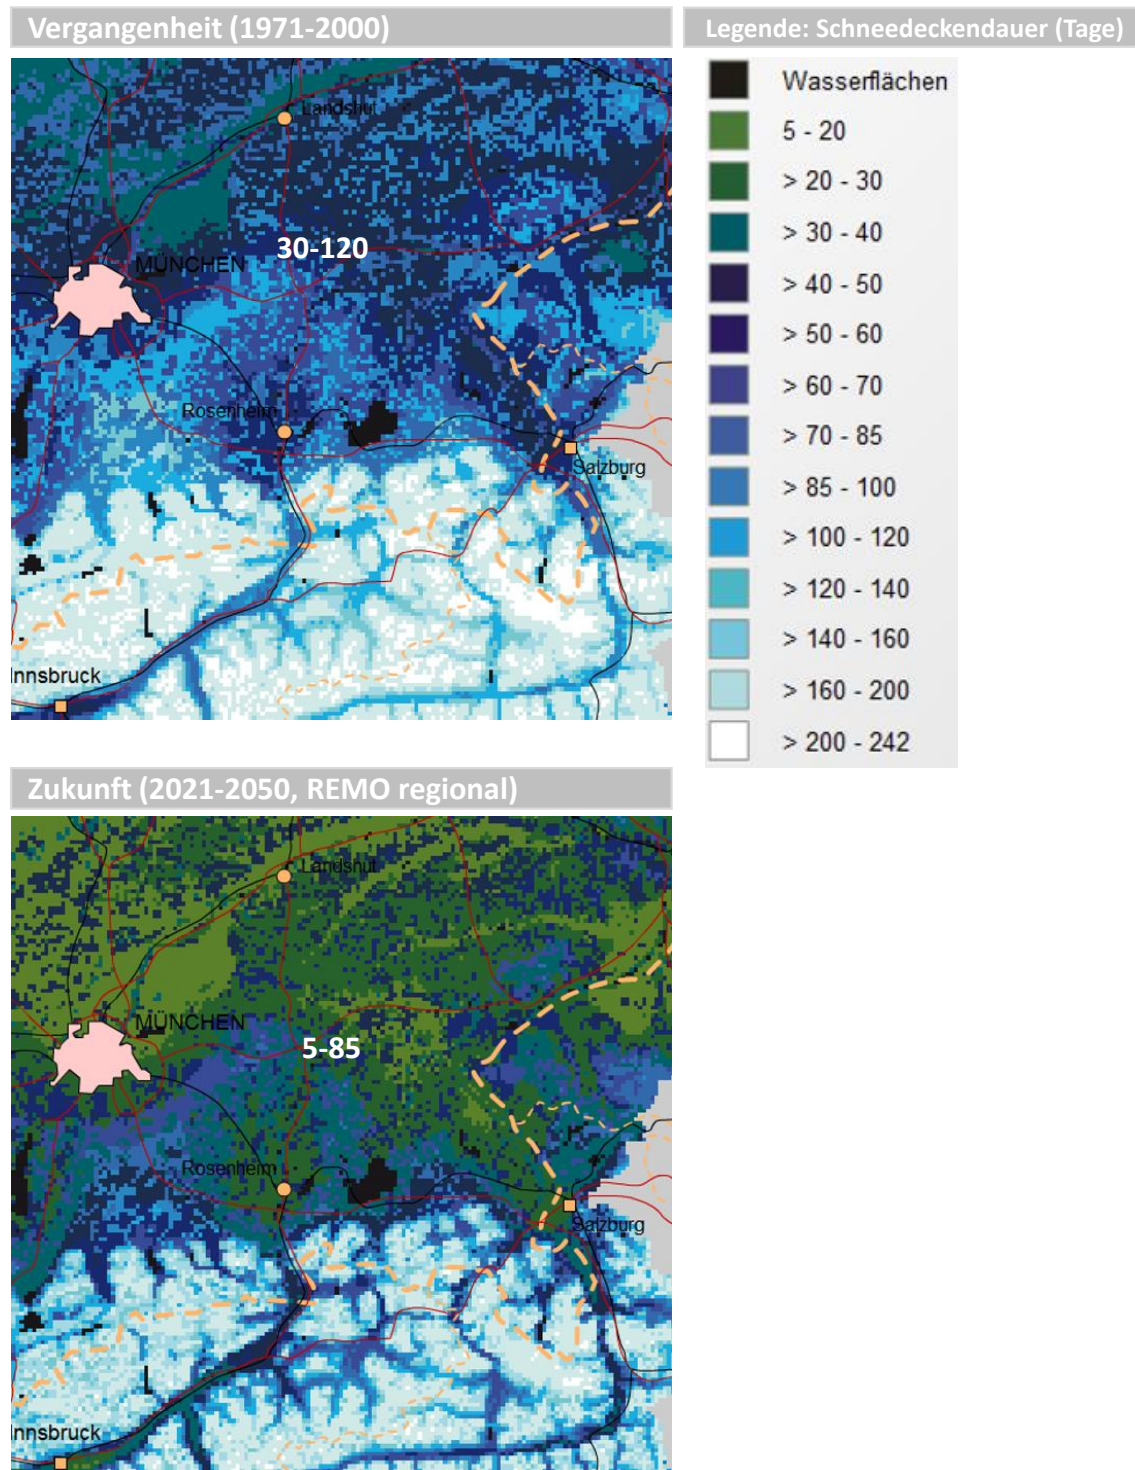 Vergangenheit (1971-2000)
Legende: Schneedeckendauer (Tage)
Landshut
30-120
MÜNCHEN
Rosenheim
Salzburg
nnsbruck
Wasserflächen
5 - 20
> 20 - 30
> 30 - 40
> 40 - 50
> 50 - 60
> 60 - 70
> 70 - 85
> 85 - 100
> 100 - 120
> 120 - 140
> 140 - 160
> 160 - 200
> 200 - 242
Zukunft (2021-2050, REMO regional)
Landshut
MÜNCHEN
5-85
Rosenheim
Salzburg
nnsbruck